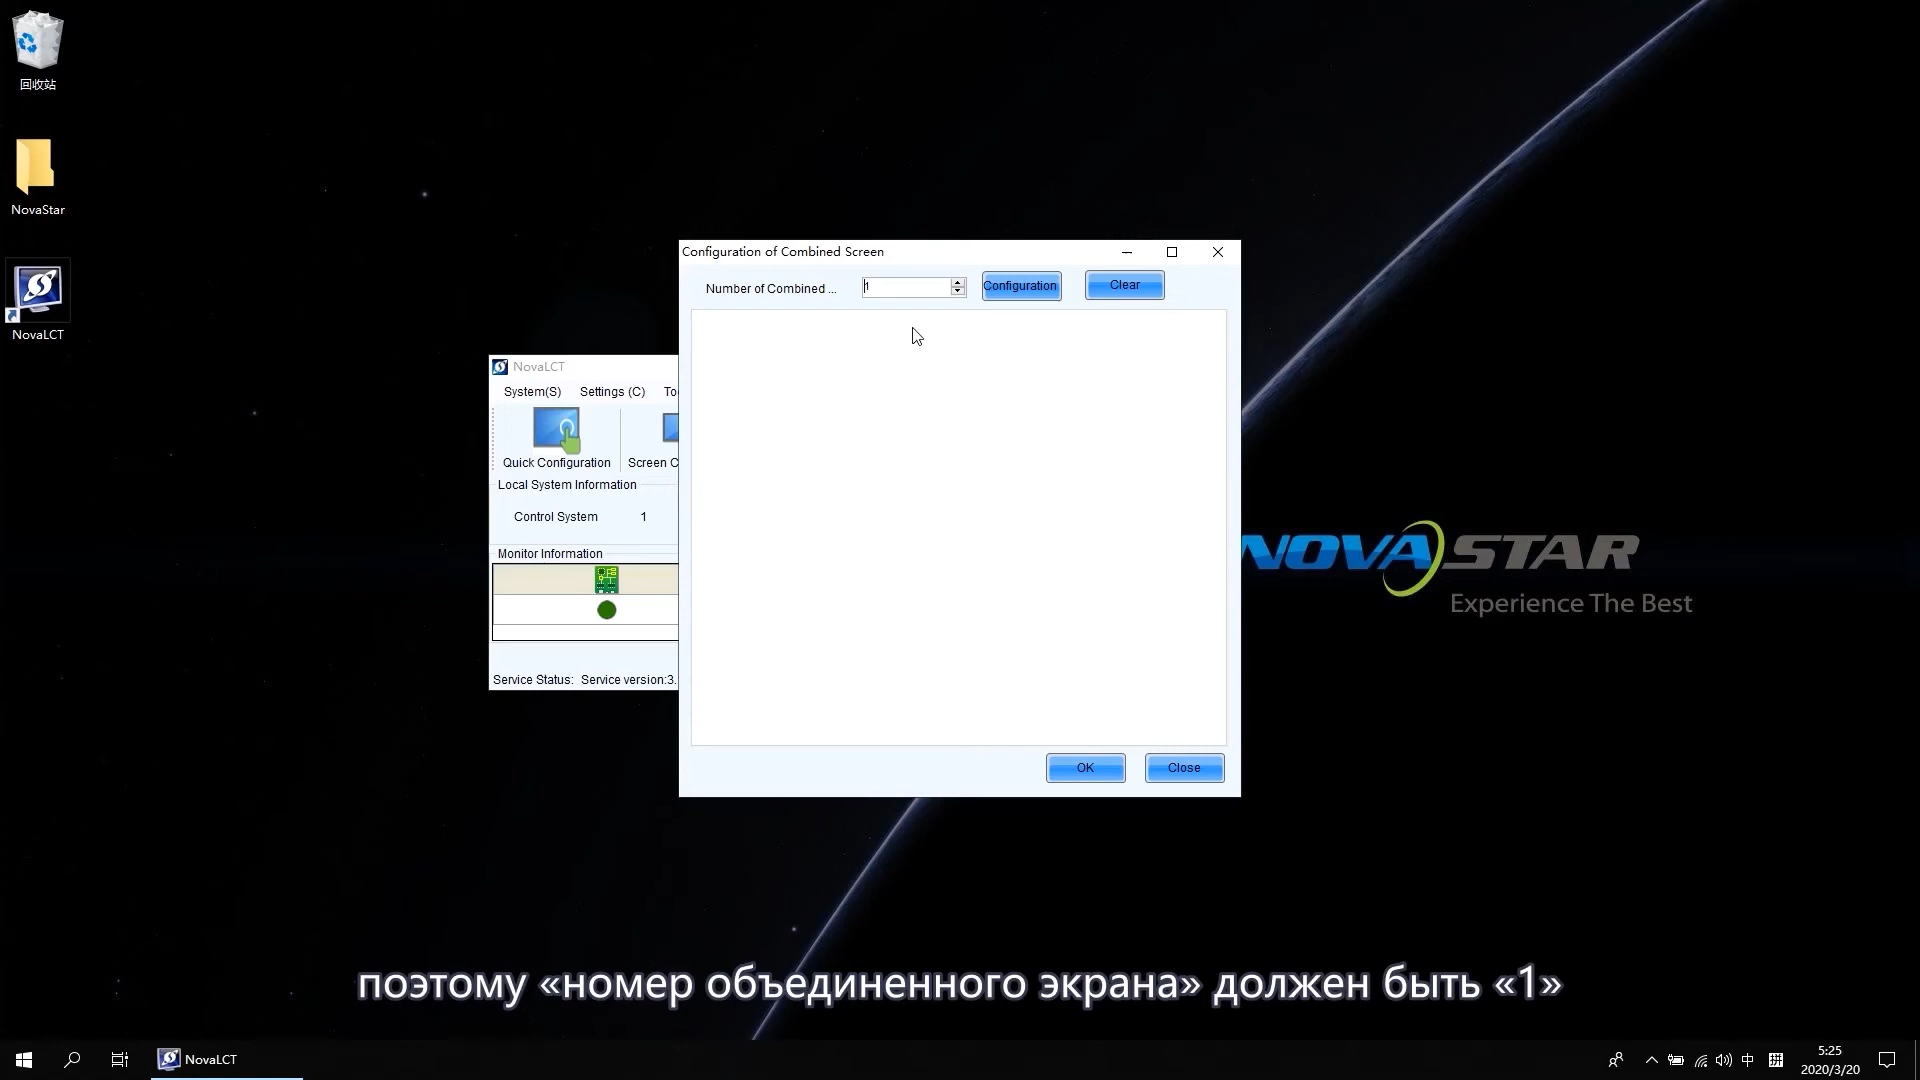 回收站
NovaStar
NovaLCT
Configuration of Combined Screen
Number of Combined ...
1
Configuration
Clear
OK
Close
NovaLCT
System(S)
Settings (C)
Quick Configuration
Screen C
Local System Information
Control System
1
Monitor Information
Service Status:
Service version:3.
NOVASTAR
Experience The Best
поэтому «номер объединенного экрана» должен быть «1»
NovaLCT
中
拼
5:25
2020/3/20